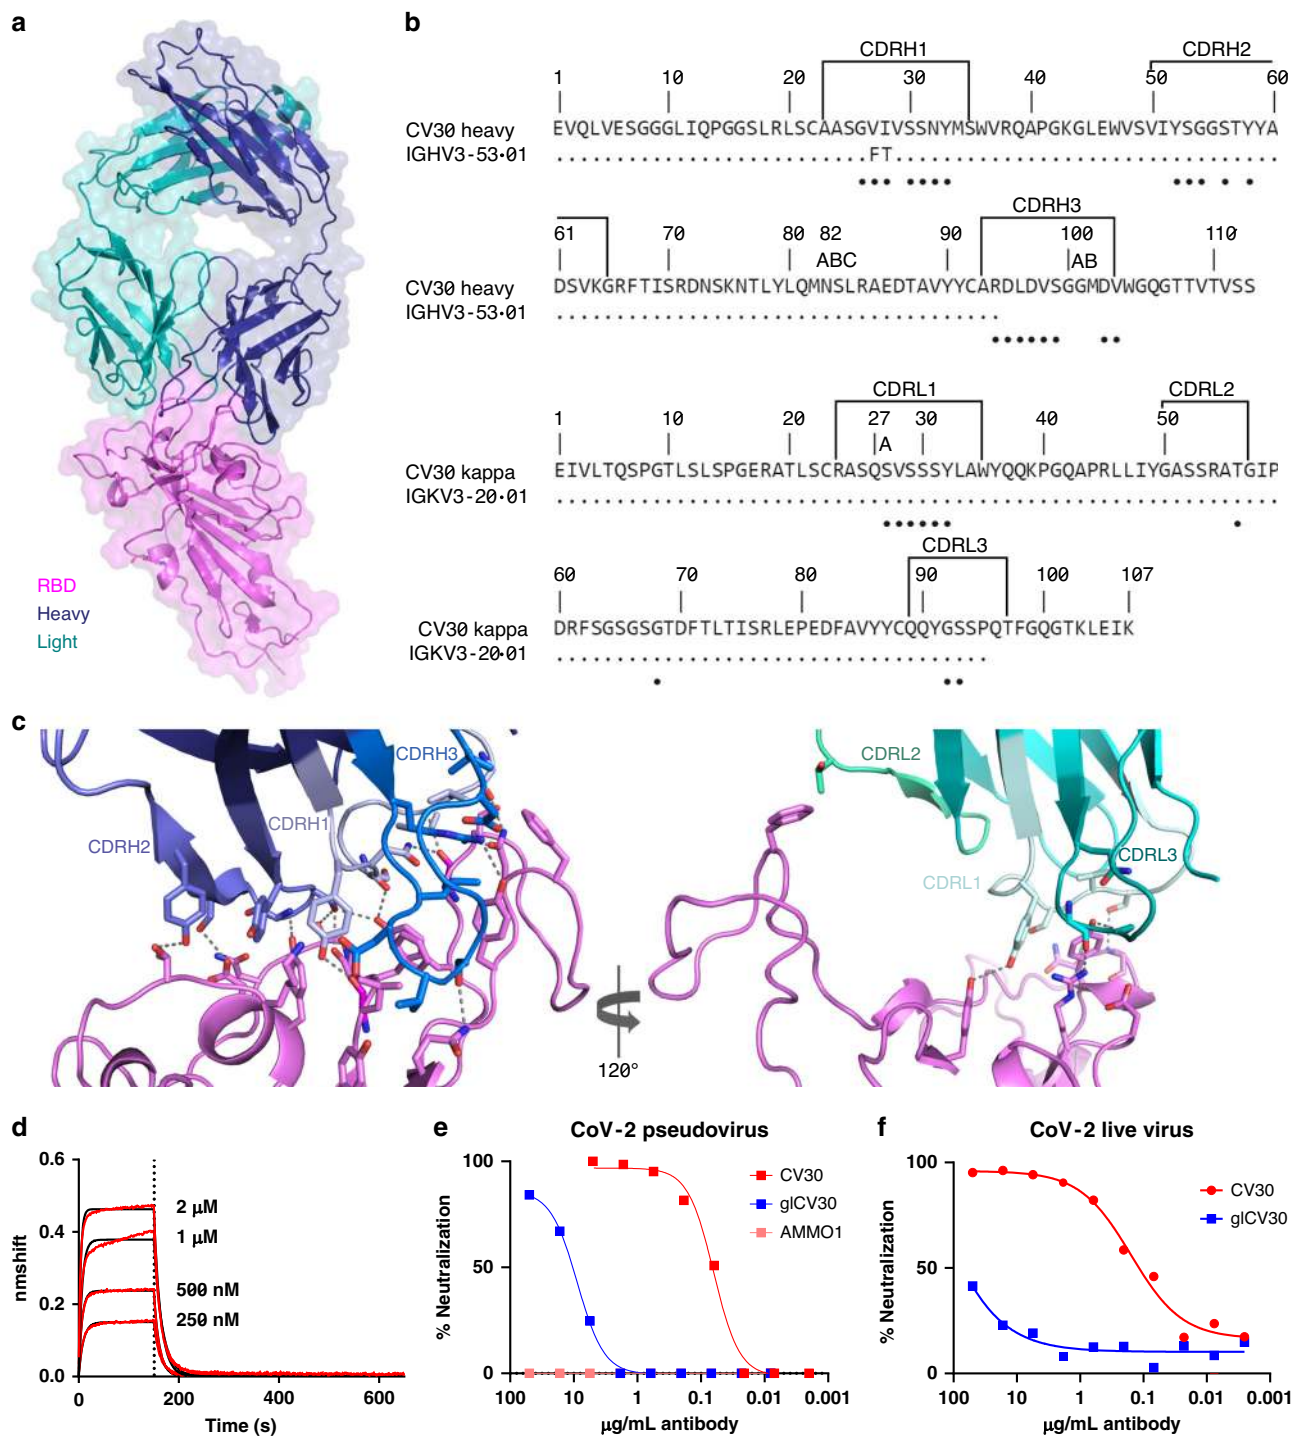 a
RBD
Heavy
Light
b
CDRH1
CDRH2
1 10 20 30 40 50 60
CV30 heavy EVQLVESGGGLIQPGGSLRLSCAASGVIVSSNYMSWVRQAPGKGLEWVSVIYSGGSTYYA
IGHV3-53•01 ..........................FT................................
CDRH3
61 70 80 82 90 100 110
ABC AB
CV30 heavy DSVKGRFTISRDNSKNTLYLQMNSLRAEDTAVYYCARDLDVSGGMDVWGQGTTVTVSS
IGHV3-53•01 .....................................
CDRL1
CDRL2
1 10 20 27 30 40 50
A
CV30 kappa EIVLTQSPGTLSLSPGERATLSCRASQSVSSSYLAWYQQKPGQAPRLLIYGASSRATGIP
IGKV3-20•01 ............................................................
CDRL3
60 70 80 90 100 107
CV30 kappa DRFSGSGSGTDFTLTISRLEPEDFAVYYCQQYGSSPQTFGQGTKLEIK
IGKV3-20•01 ....................................
c
CDRH3
CDRH1
CDRH2
CDRL2
CDRL1
CDRL3
120°
d
0.6
0.4
0.2
0.0
nmshift
2 µM
1 µM
500 nM
250 nM
0 200 400 600
Time (s)
e
CoV-2 pseudovirus
100
50
0
% Neutralization
CV30
glCV30
AMMO1
100 10 1 0.1 0.01 0.001
µg/mL antibody
f
CoV-2 live virus
100
50
0
% Neutralization
CV30
glCV30
100 10 1 0.1 0.01 0.001
µg/mL antibody